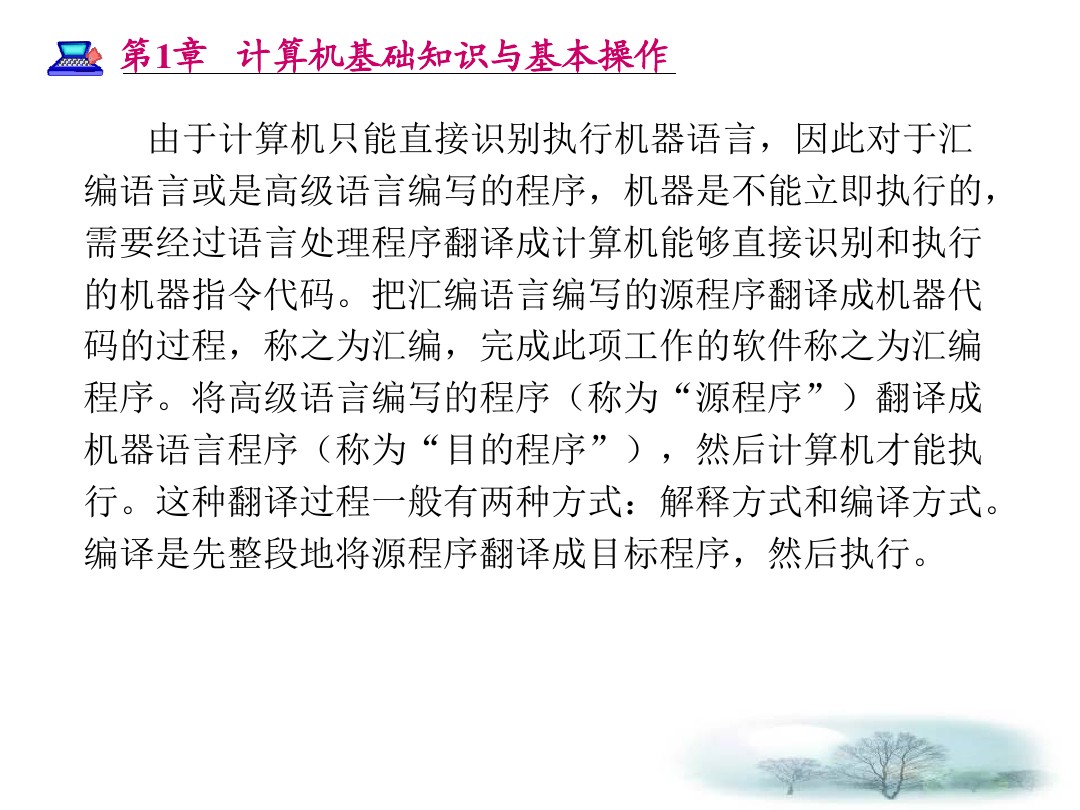 第1章 计算机基础知识与基本操作
由于计算机只能直接识别执行机器语言，因此对于汇
编语言或是高级语言编写的程序，机器是不能立即执行的，
需要经过语言处理程序翻译成计算机能够直接识别和执行
的机器指令代码。把汇编语言编写的源程序翻译成机器代
码的过程，称之为汇编，完成此项工作的软件称之为汇编
程序。将高级语言编写的程序（称为“源程序”）翻译成
机器语言程序（称为“目的程序”），然后计算机才能执
行。这种翻译过程一般有两种方式：解释方式和编译方式。
编译是先整段地将源程序翻译成目标程序，然后执行。